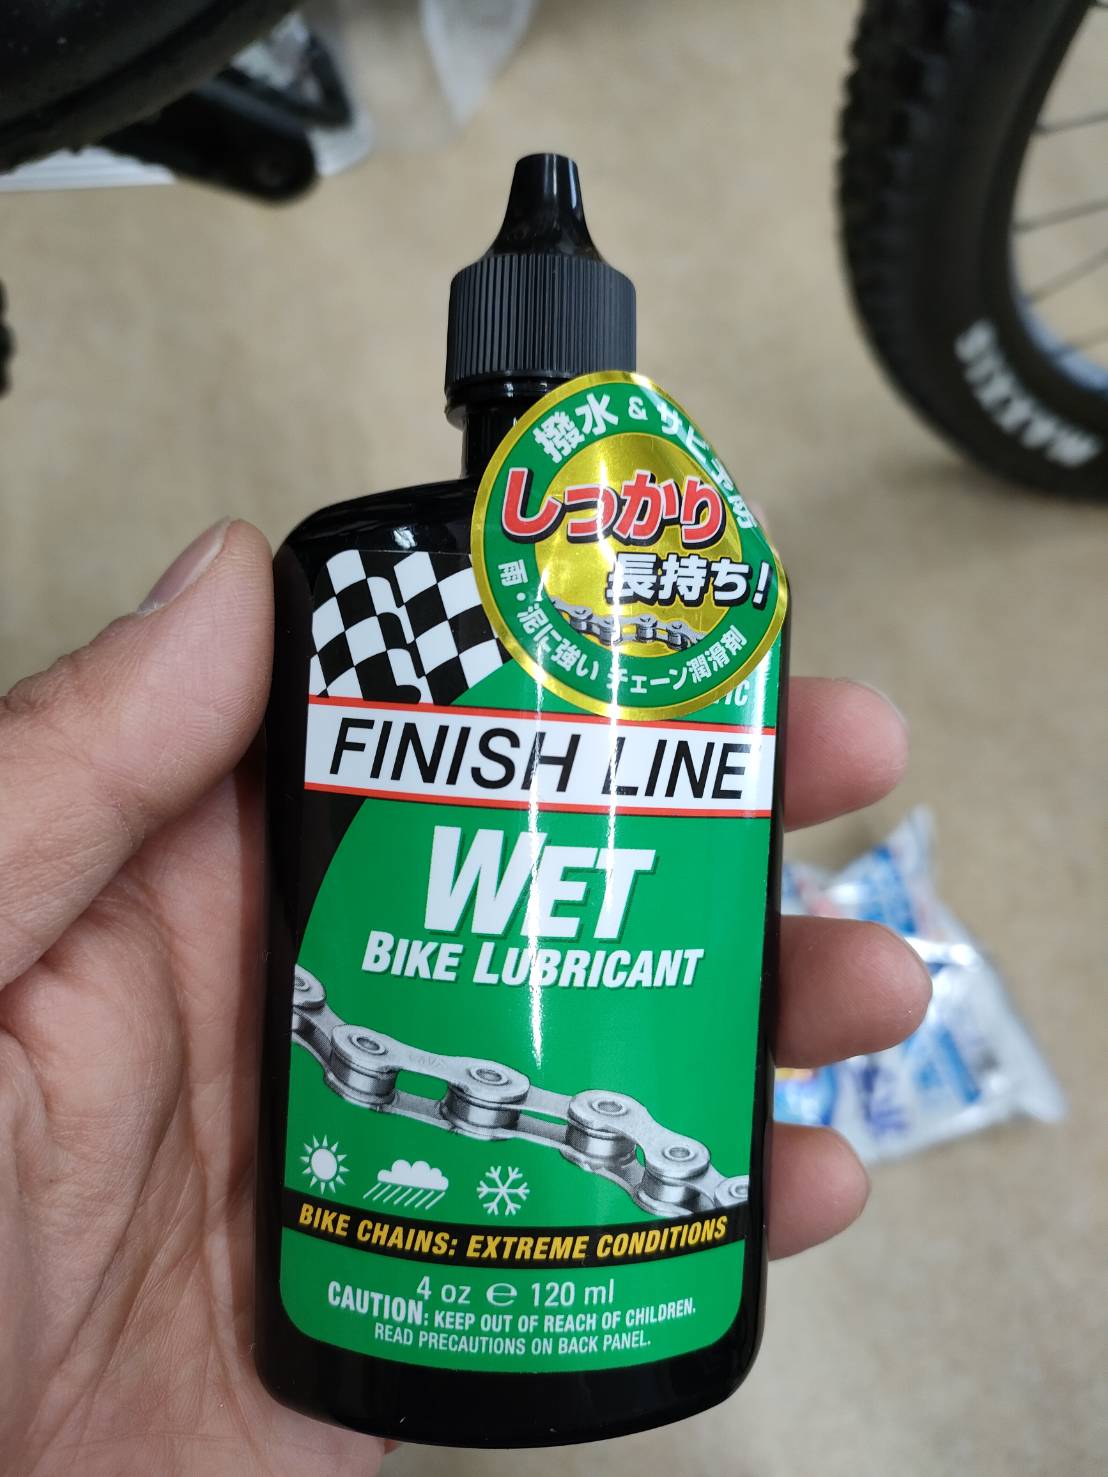 撥水 & サビ予防
しっかり
長持ち!
雨・泥に強い チェーン潤滑剤
FINISH LINE
WET
BIKE LUBRICANT
BIKE CHAINS: EXTREME CONDITIONS
4 oz ℮ 120 ml
CAUTION: KEEP OUT OF REACH OF CHILDREN.
READ PRECAUTIONS ON BACK PANEL.
MAXXIS